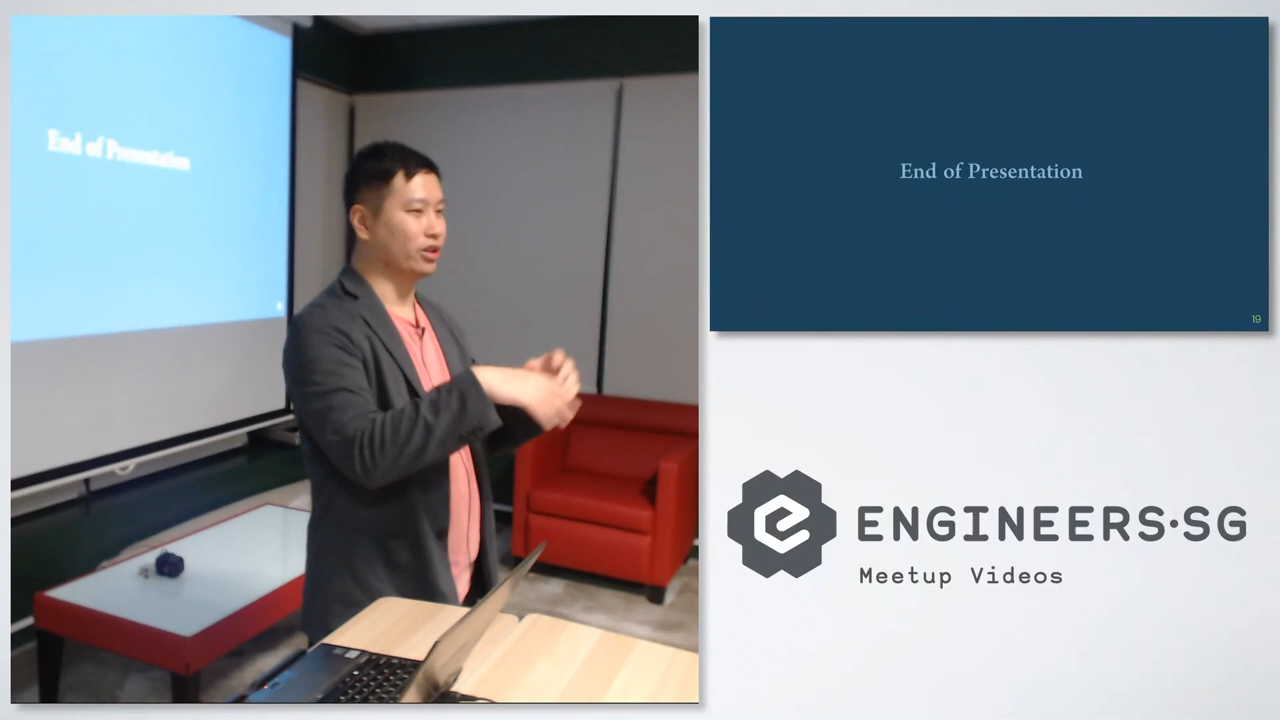 End of Presentation
End of Presentation
19
ENGINEERS·SG
Meetup Videos